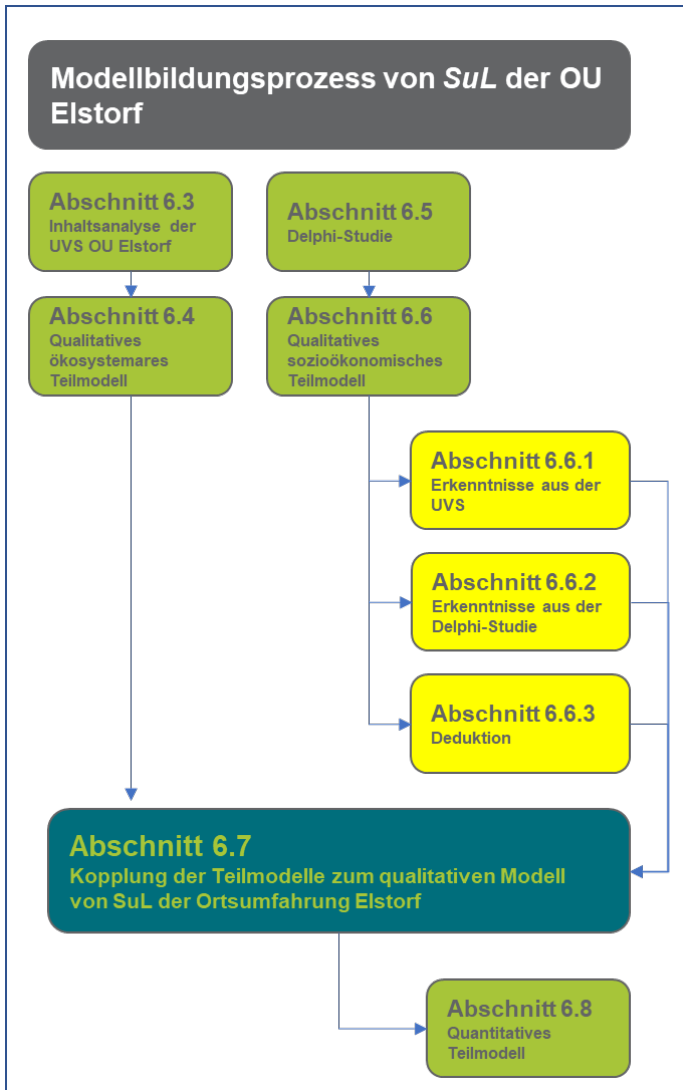 Modellbildungsprozess von SuL der OU
Elstorf
Abschnitt 6.3
Inhaltsanalyse der
UVS OU Elstorf
Abschnitt 6.4
Qualitatives
ökosystemares
Teilmodell
Abschnitt 6.5
Delphi-Studie
Abschnitt 6.6
Qualitatives
sozioökonomisches
Teilmodell
Abschnitt 6.6.1
Erkenntnisse aus der
UVS
Abschnitt 6.6.2
Erkenntnisse aus der
Delphi-Studie
Abschnitt 6.6.3
Deduktion
Abschnitt 6.7
Kopplung der Teilmodelle zum qualitativen Modell
von SuL der Ortsumfahrung Elstorf
Abschnitt 6.8
Quantitatives
Teilmodell